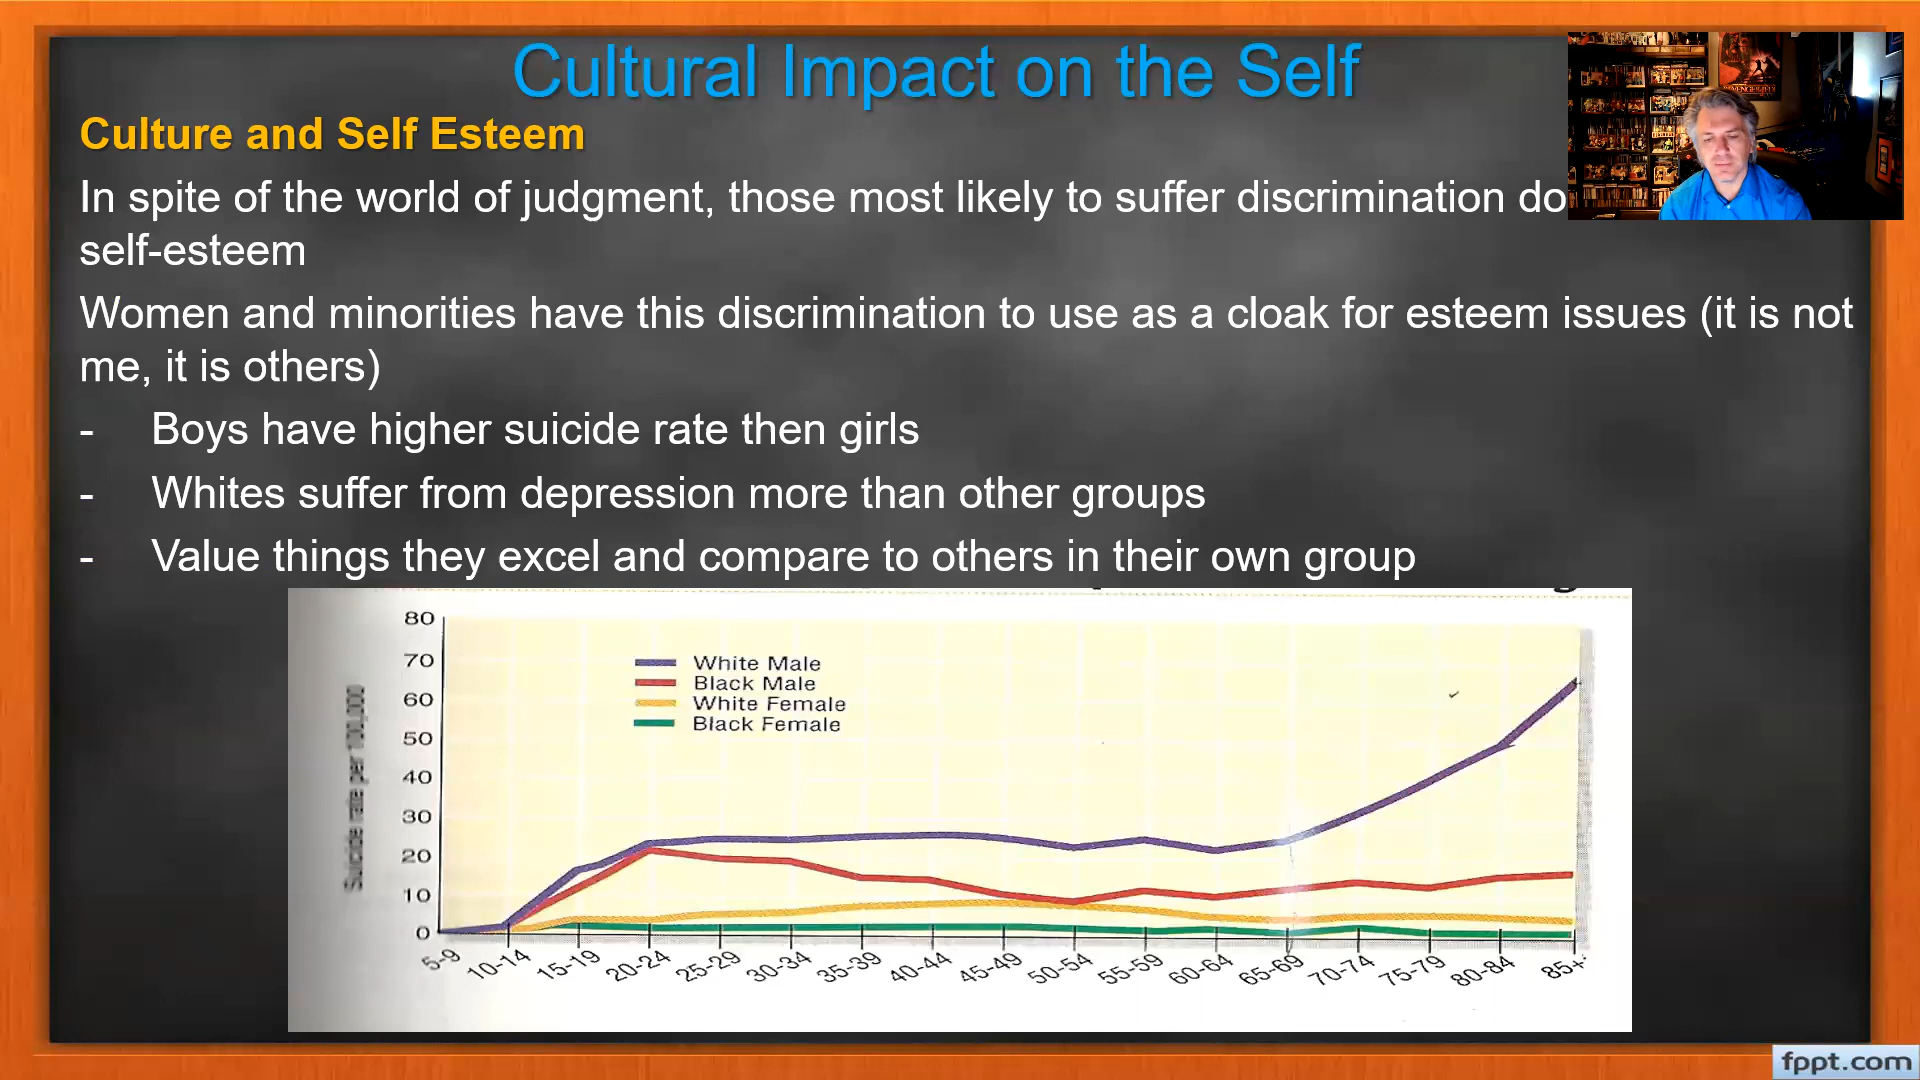 Cultural Impact on the Self
Culture and Self Esteem
In spite of the world of judgment, those most likely to suffer discrimination do
self-esteem
Women and minorities have this discrimination to use as a cloak for esteem issues (it is not
me, it is others)
- Boys have higher suicide rate then girls
- Whites suffer from depression more than other groups
- Value things they excel and compare to others in their own group
80
70
60
50
40
30
20
10
0
Suicide rate per 100,000
White Male
Black Male
White Female
Black Female
5-9 10-14 15-19 20-24 25-29 30-34 35-39 40-44 45-49 50-54 55-59 60-64 65-69 70-74 75-79 80-84 85+
fppt.com